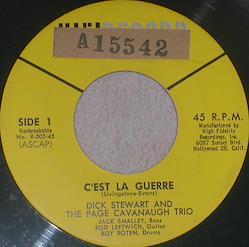 A15542
SIDE 1
Nonbreakable
No. R-503-45
(ASCAP)
45 R.P.M.
Manufactured by
High Fidelity
Recordings, Inc.
6087 Sunset Blvd.
Hollywood 28, Calif.
C'EST LA GUERRE
(Livingstone-Evans)
DICK STEWART AND
THE PAGE CAVANAUGH TRIO
JACK SMALLEY, Bass
ROD LEFTWICH, Guitar
ROY ROTEN, Drums